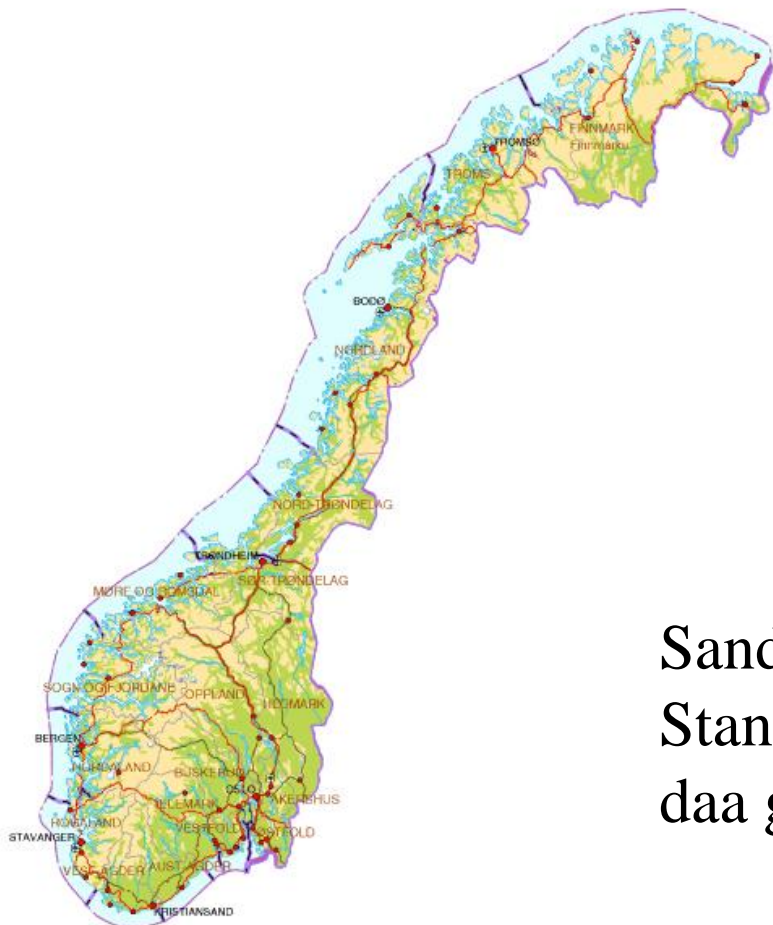 TROMSØ
FINNMARK
Finnmárku
TROMS
BODØ
NORDLAND
NORD-TRØNDELAG
TRONDHEIM
SØR-TRØNDELAG
MØRE OG ROMSDAL
SOGN OG FJORDANE
OPPLAND
HEDMARK
BERGEN
HORDALAND
BUSKERUD
OSLO
AKERSHUS
TELEMARK
ROGALAND
VESTFOLD
ØSTFOLD
STAVANGER
VEST-AGDER
AUST-AGDER
KRISTIANSAND
Sand
Stan
daa g